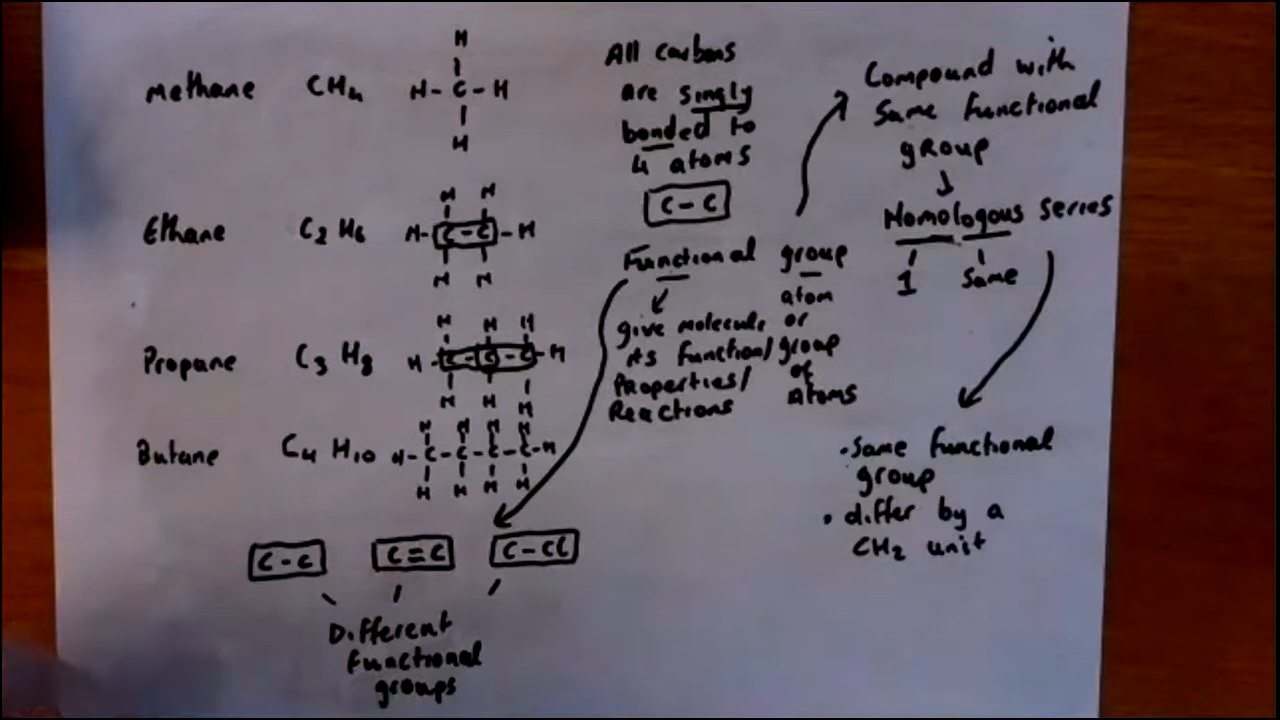 methane CH4
H
H-C-H
H
Ethane C2H6
H H
H-C-C-H
H H
Propane C3H8
H H H
H-C-C-C-H
H H H
Butane C4H10
H H H H
H-C-C-C-C-H
H H H H
C-C C=C C-Cl
Different
functional
groups
All carbons
are singly
bonded to
4 atoms
C-C
Functional group
give molecule
its function/
Properties/
Reactions
atom
or
group
of
atoms
Compound with
Same functional
group
Homologous series
1 Same
• Same functional
group
• differ by a
CH2 unit